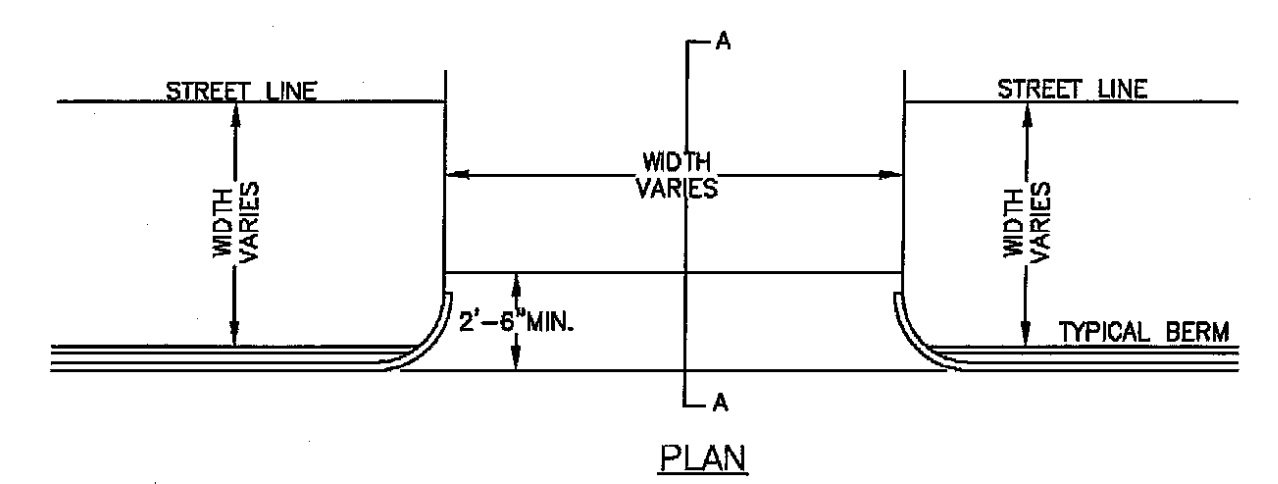 A
STREET LINE
STREET LINE
WIDTH
VARIES
WIDTH
VARIES
WIDTH
VARIES
2'-6" MIN.
TYPICAL BERM
A
PLAN